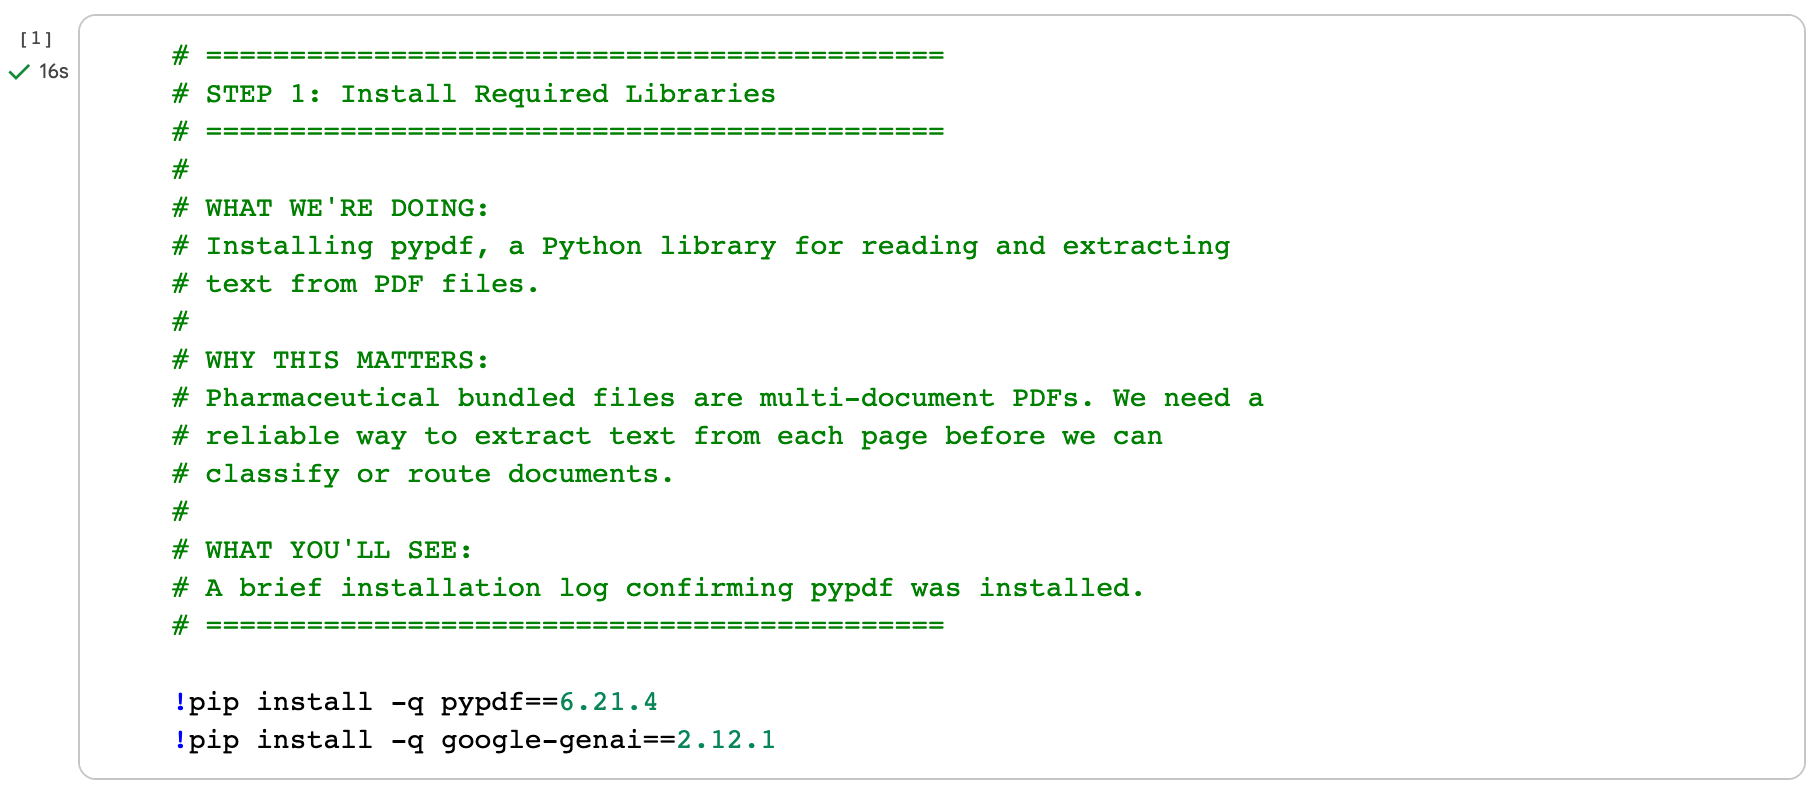 [1]
16s
# ============================================
# STEP 1: Install Required Libraries
# ============================================
#
# WHAT WE'RE DOING:
# Installing pypdf, a Python library for reading and extracting
# text from PDF files.
#
# WHY THIS MATTERS:
# Pharmaceutical bundled files are multi-document PDFs. We need a
# reliable way to extract text from each page before we can
# classify or route documents.
#
# WHAT YOU'LL SEE:
# A brief installation log confirming pypdf was installed.
# ============================================
!pip install -q pypdf==6.21.4
!pip install -q google-genai==2.12.1